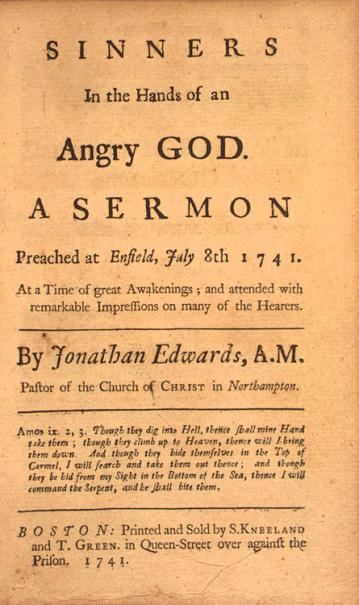 SINNERS
In the Hands of an
Angry GOD.
A SERMON
Preached at Enfield, July 8th 1741.
At a Time of great Awakenings; and attended with
remarkable Impreſſions on many of the Hearers.
By Jonathan Edwards, A.M.
Paſtor of the Church of CHRIST in Northampton.
Amos ix. 2, 3. Though they dig into Hell, thence ſhall mine Hand
take them; though they climb up to Heaven, thence will I bring
them down. And though they hide themſelves in the Top of
Carmel, I will ſearch and take them out thence; and though
they be hid from my Sight in the Bottom of the Sea, thence I will
command the Serpent, and he ſhall bite them.
BOSTON: Printed and Sold by S.KNEELAND
and T. GREEN. in Queen-Street over againſt the
Priſon. 1741.